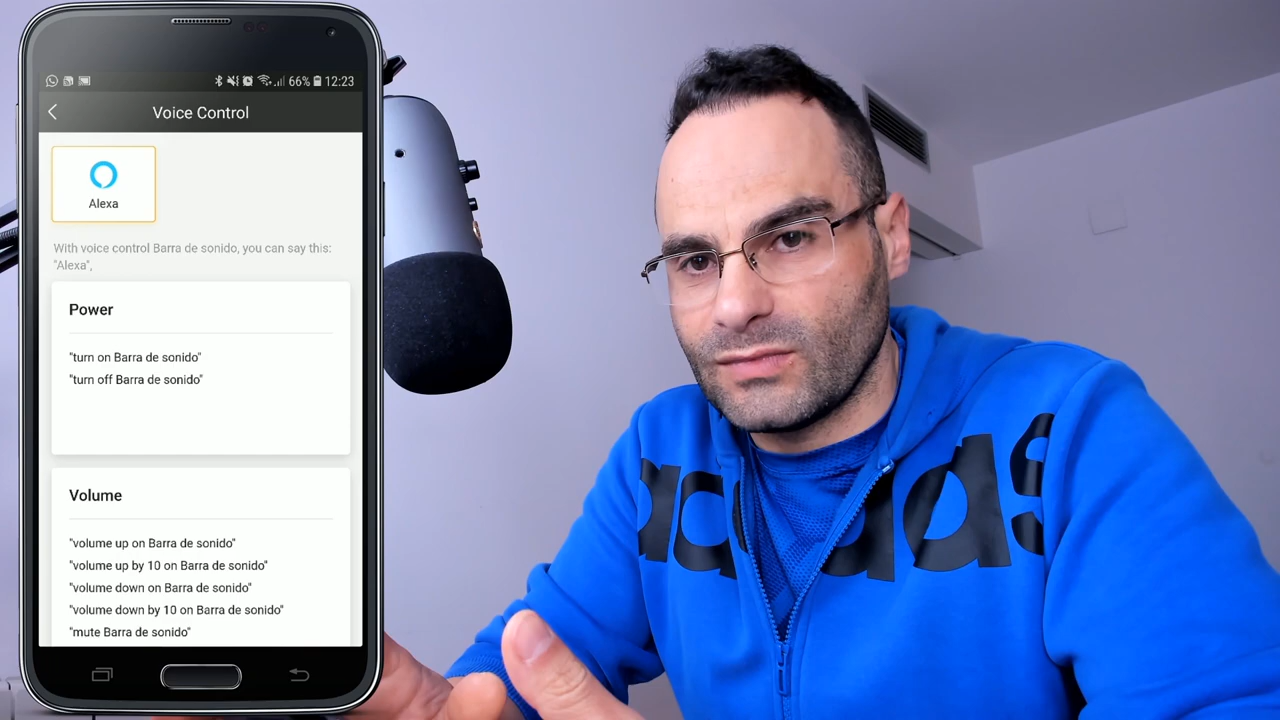 66% 12:23
Voice Control
Alexa
With voice control Barra de sonido, you can say this:
"Alexa",
Power
"turn on Barra de sonido"
"turn off Barra de sonido"
Volume
"volume up on Barra de sonido"
"volume up by 10 on Barra de sonido"
"volume down on Barra de sonido"
"volume down by 10 on Barra de sonido"
"mute Barra de sonido"
adidas